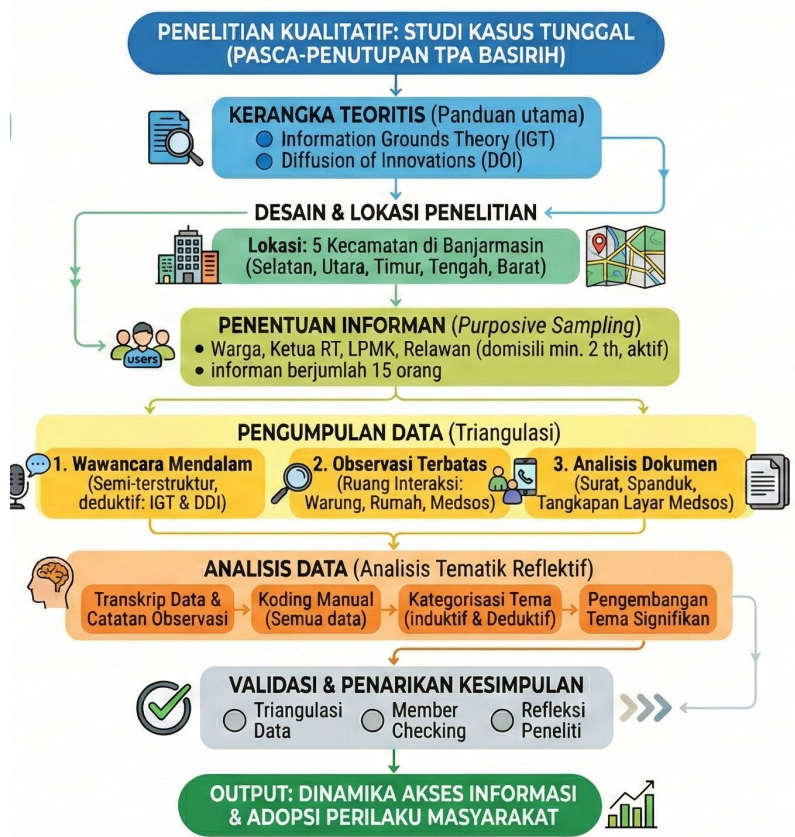 PENELITIAN KUALITATIF: STUDI KASUS TUNGGAL
(PASCA-PENUTUPAN TPA BASIRIH)
KERANGKA TEORITIS (Panduan utama)
Information Grounds Theory (IGT)
Diffusion of Innovations (DOI)
DESAIN & LOKASI PENELITIAN
Lokasi: 5 Kecamatan di Banjarmasin
(Selatan, Utara, Timur, Tengah, Barat)
PENENTUAN INFORMAN (Purposive Sampling)
users
• Warga, Ketua RT, LPMK, Relawan (domisili min. 2 th, aktif)
• informan berjumlah 15 orang
PENGUMPULAN DATA (Triangulasi)
1. Wawancara Mendalam
(Semi-terstruktur,
deduktif: IGT & DDI)
2. Observasi Terbatas
(Ruang Interaksi:
Warung, Rumah, Medsos)
3. Analisis Dokumen
(Surat, Spanduk,
Tangkapan Layar Medsos)
ANALISIS DATA (Analisis Tematik Reflektif)
Transkrip Data &
Catatan Observasi
Koding Manual
(Semua data)
Kategorisasi Tema
(induktif & Deduktif)
Pengembangan
Tema Signifikan
VALIDASI & PENARIKAN KESIMPULAN
Triangulasi
Data
Member
Checking
Refleksi
Peneliti
OUTPUT: DINAMIKA AKSES INFORMASI
& ADOPSI PERILAKU MASYARAKAT